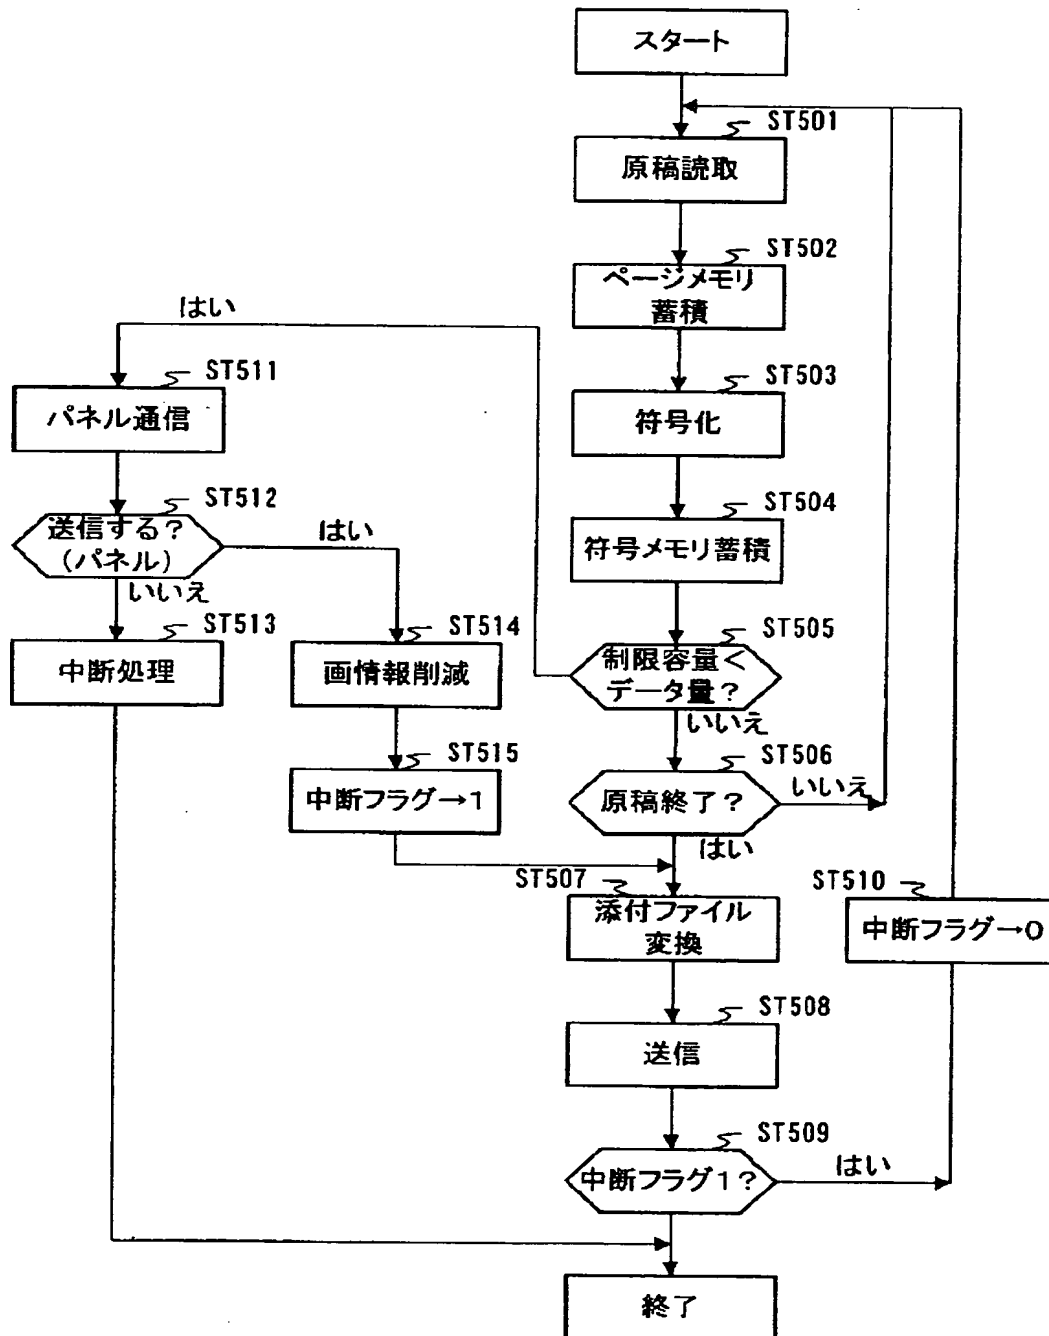 スタート
ST501
原稿読取
ST502
ページメモリ
蓄積
はい
ST511
パネル通信
ST503
符号化
ST512
送信する?
(パネル)
はい
いいえ
ST504
符号メモリ蓄積
ST513
中断処理
ST514
画情報削減
ST505
制限容量<
データ量?
いいえ
ST515
中断フラグ→1
ST506
原稿終了?
いいえ
はい
ST507
添付ファイル
変換
ST510
中断フラグ→0
ST508
送信
ST509
中断フラグ1?
はい
終了